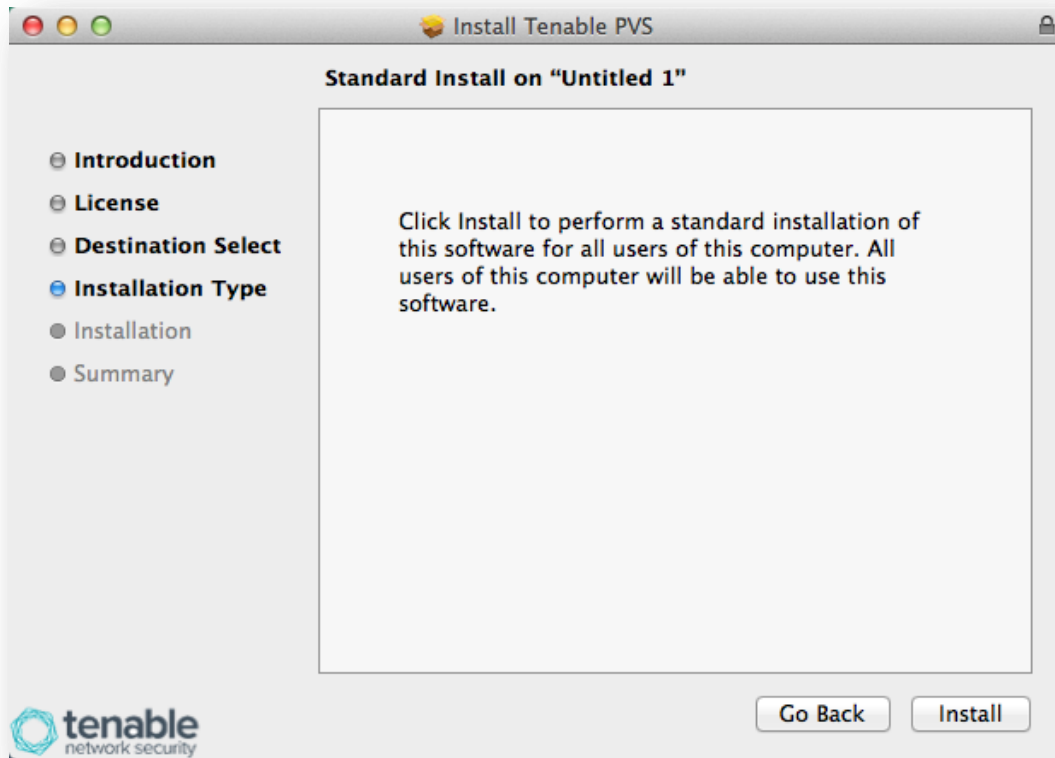 Install Tenable PVS
Standard Install on “Untitled 1”
Introduction
License
Destination Select
Installation Type
Installation
Summary
Click Install to perform a standard installation of
this software for all users of this computer. All
users of this computer will be able to use this
software.
Go Back
Install
tenable
network security